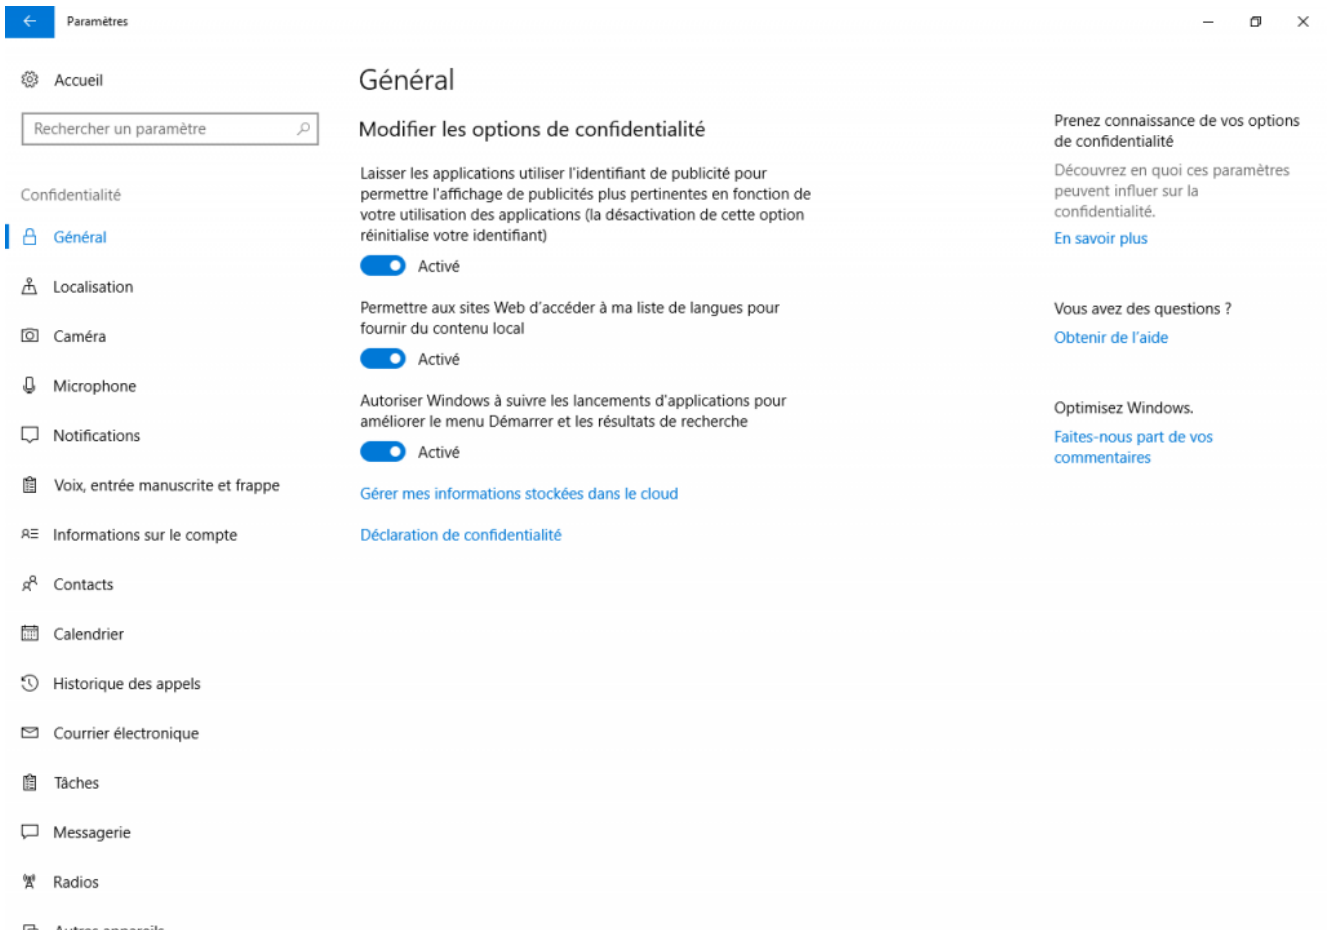 Paramètres
Accueil
Rechercher un paramètre
Confidentialité
Général
Localisation
Caméra
Microphone
Notifications
Voix, entrée manuscrite et frappe
Informations sur le compte
Contacts
Calendrier
Historique des appels
Courrier électronique
Tâches
Messagerie
Radios
Autres appareils
Général
Modifier les options de confidentialité
Laisser les applications utiliser l'identifiant de publicité pour
permettre l'affichage de publicités plus pertinentes en fonction de
votre utilisation des applications (la désactivation de cette option
réinitialise votre identifiant)
Activé
Permettre aux sites Web d'accéder à ma liste de langues pour
fournir du contenu local
Activé
Autoriser Windows à suivre les lancements d'applications pour
améliorer le menu Démarrer et les résultats de recherche
Activé
Gérer mes informations stockées dans le cloud
Déclaration de confidentialité
Prenez connaissance de vos options
de confidentialité
Découvrez en quoi ces paramètres
peuvent influer sur la
confidentialité.
En savoir plus
Vous avez des questions ?
Obtenir de l'aide
Optimisez Windows.
Faites-nous part de vos
commentaires